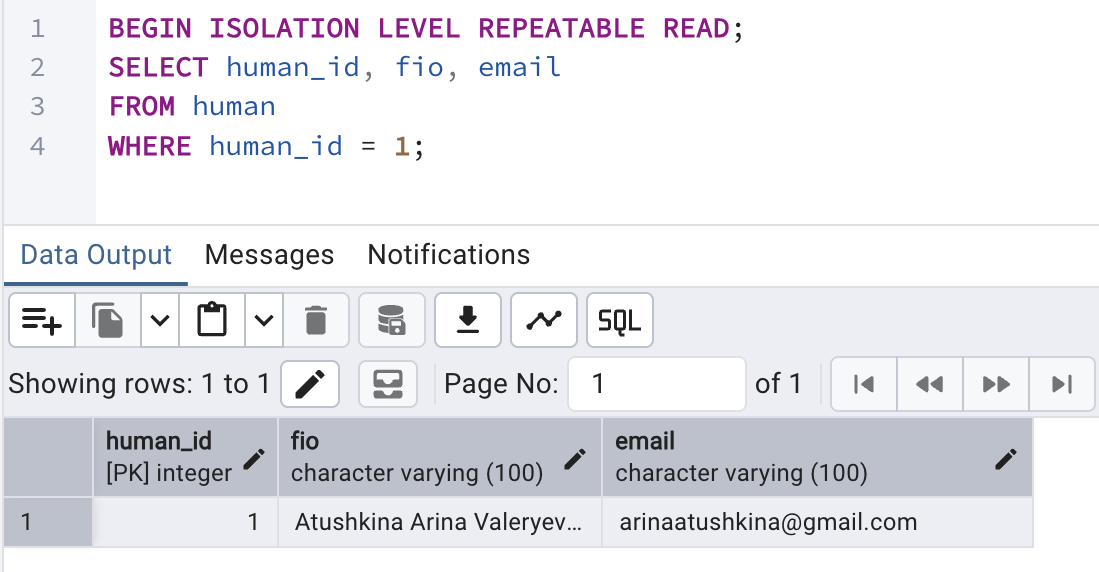 1 BEGIN ISOLATION LEVEL REPEATABLE READ;
2 SELECT human_id, fio, email
3 FROM human
4 WHERE human_id = 1;
Data Output Messages Notifications
SQL
Showing rows: 1 to 1 Page No: 1 of 1
human_id fio email
[PK] integer character varying (100) character varying (100)
1 1 Atushkina Arina Valeryev... arinaatushkina@gmail.com